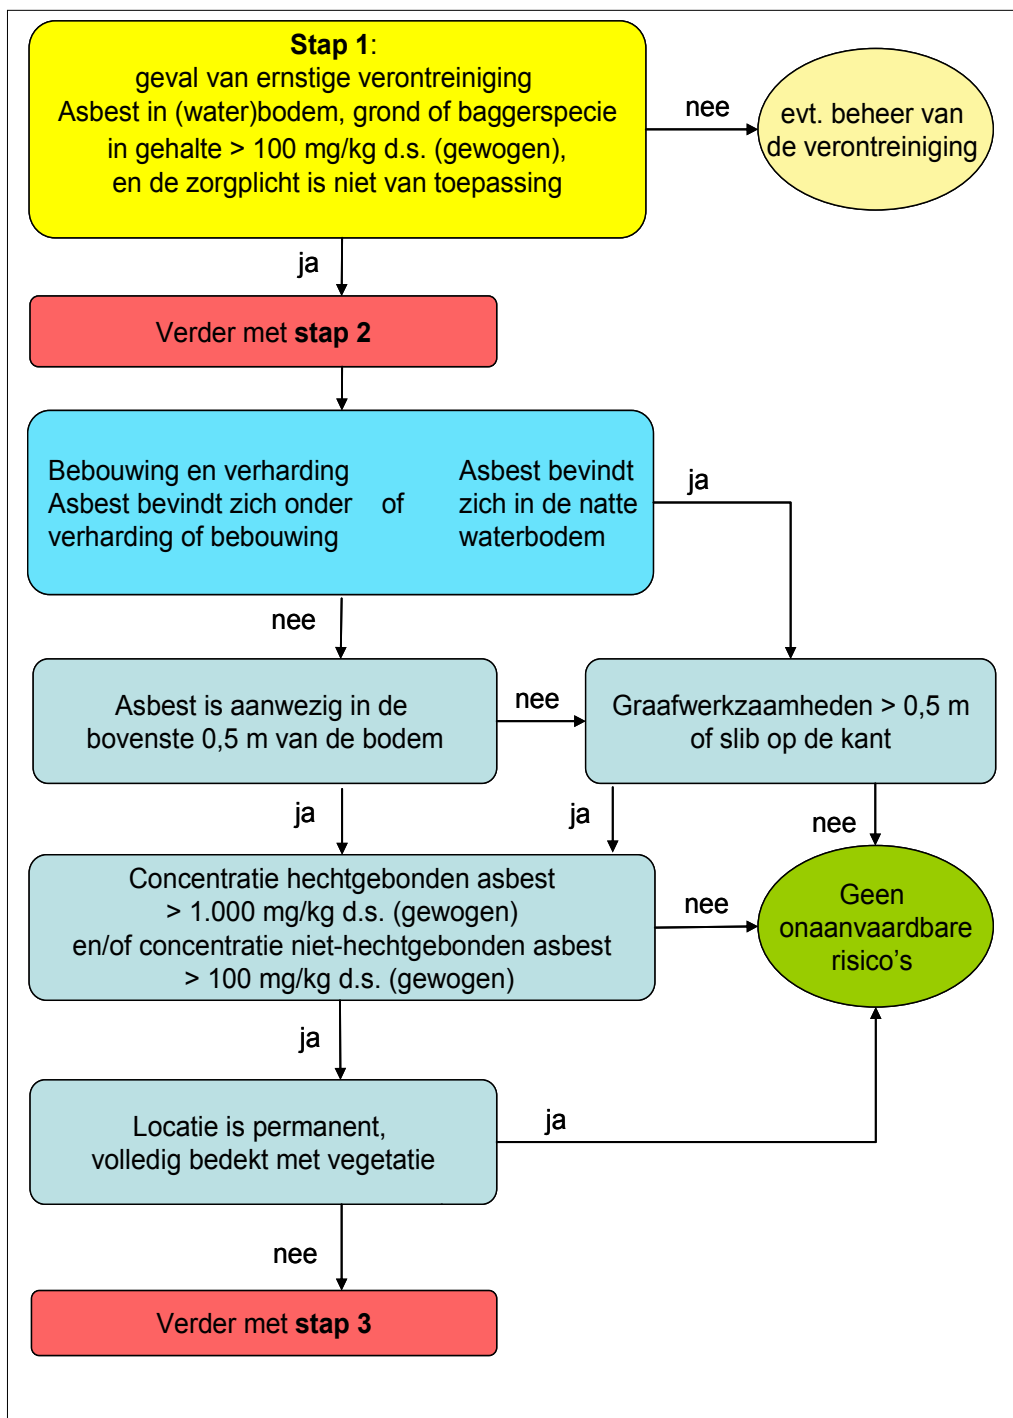 Stap 1:
geval van ernstige verontreiniging
Asbest in (water)bodem, grond of baggerspecie
in gehalte > 100 mg/kg d.s. (gewogen),
en de zorgplicht is niet van toepassing
nee
evt. beheer van
de verontreiniging
ja
Verder met stap 2
Bebouwing en verharding
Asbest bevindt zich onder
verharding of bebouwing
of
Asbest bevindt
zich in de natte
waterbodem
ja
nee
Asbest is aanwezig in de
bovenste 0,5 m van de bodem
nee
Graafwerkzaamheden > 0,5 m
of slib op de kant
ja
ja
nee
Concentratie hechtgebonden asbest
> 1.000 mg/kg d.s. (gewogen)
en/of concentratie niet-hechtgebonden asbest
> 100 mg/kg d.s. (gewogen)
nee
Geen
onaanvaardbare
risico's
ja
Locatie is permanent,
volledig bedekt met vegetatie
ja
nee
Verder met stap 3